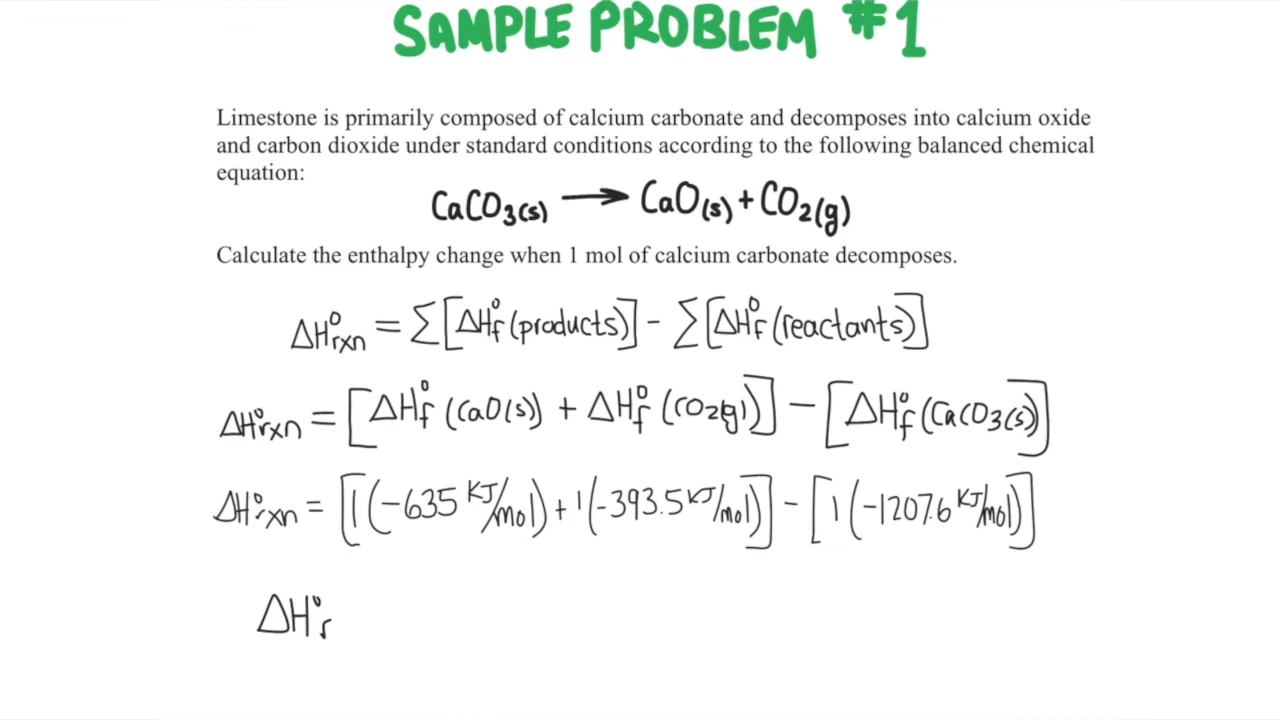 SAMPLE PROBLEM #1
Limestone is primarily composed of calcium carbonate and decomposes into calcium oxide
and carbon dioxide under standard conditions according to the following balanced chemical
equation:
CaCO₃(s) → CaO(s) + CO₂(g)
Calculate the enthalpy change when 1 mol of calcium carbonate decomposes.
ΔH°rxn = Σ[ΔH°f (products)] - Σ[ΔH°f (reactants)]
ΔH°rxn = [ΔH°f (CaO(s)) + ΔH°f (CO₂(g))] - [ΔH°f (CaCO₃(s))]
ΔH°rxn = [1(-635 KJ/mol) + 1(-393.5 KJ/mol)] - [1(-1207.6 KJ/mol)]
ΔH°r